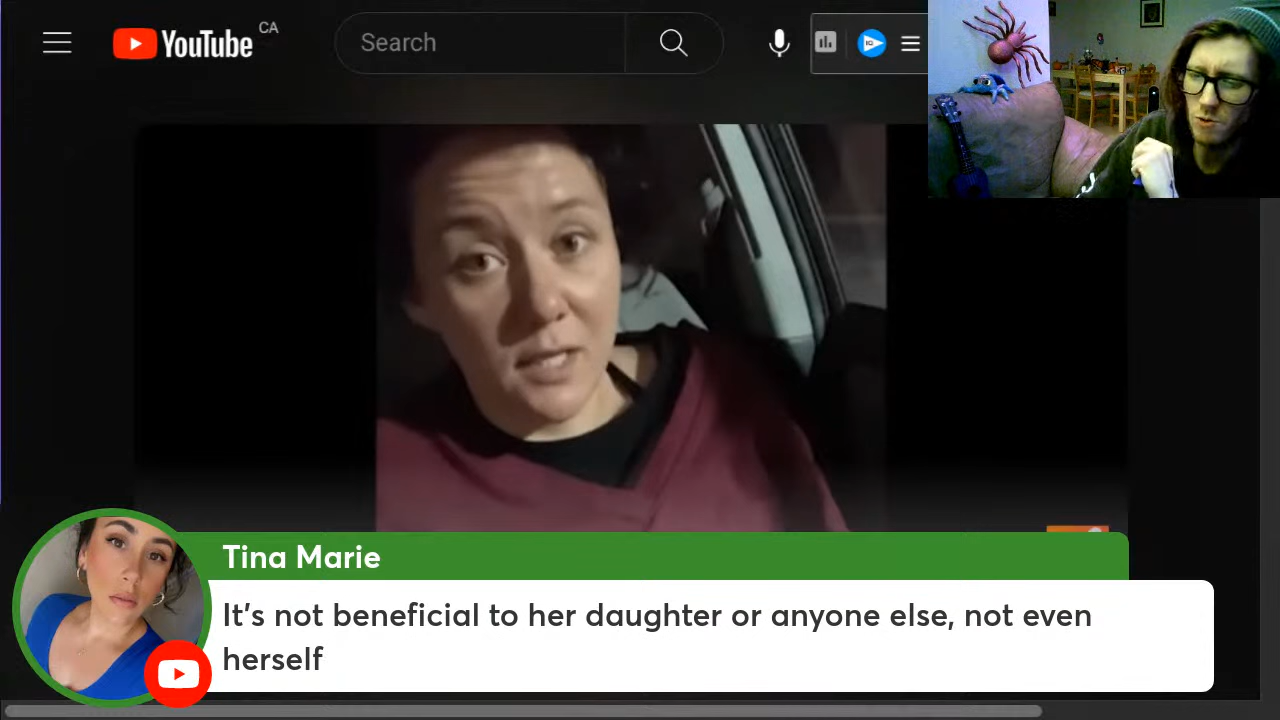 YouTube CA
Search
Tina Marie
It's not beneficial to her daughter or anyone else, not even
herself